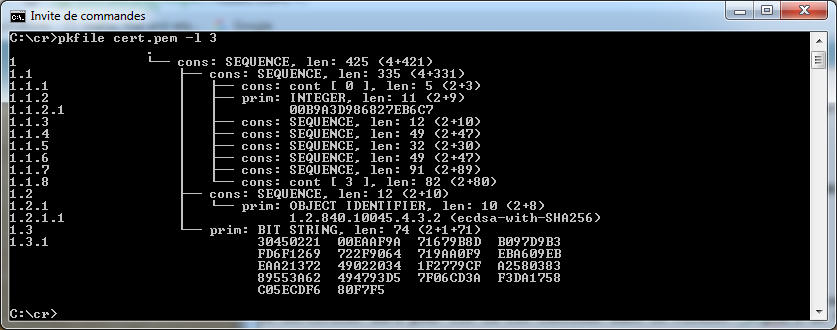 Invite de commandes
C:\cr>pkfile cert.pem -l 3
.
1 └── cons: SEQUENCE, len: 425 (4+421)
1.1 ├── cons: SEQUENCE, len: 335 (4+331)
1.1.1 │ ├── cons: cont [ 0 ], len: 5 (2+3)
1.1.2 │ ├── prim: INTEGER, len: 11 (2+9)
1.1.2.1 │ │ 00B9A3D986827EB6C7
1.1.3 │ ├── cons: SEQUENCE, len: 12 (2+10)
1.1.4 │ ├── cons: SEQUENCE, len: 49 (2+47)
1.1.5 │ ├── cons: SEQUENCE, len: 32 (2+30)
1.1.6 │ ├── cons: SEQUENCE, len: 49 (2+47)
1.1.7 │ ├── cons: SEQUENCE, len: 91 (2+89)
1.1.8 │ └── cons: cont [ 3 ], len: 82 (2+80)
1.2 ├── cons: SEQUENCE, len: 12 (2+10)
1.2.1 │ └── prim: OBJECT IDENTIFIER, len: 10 (2+8)
1.2.1.1 │ 1.2.840.10045.4.3.2 (ecdsa-with-SHA256)
1.3 └── prim: BIT STRING, len: 74 (2+1+71)
1.3.1 30450221 00EAAF9A 71679B8D B097D9B3
FD6F1269 722F9064 719AA0F9 EBA609EB
EAA21372 49022034 1F2779CF A2580383
89553A62 494793D5 7F06CD3A F3DA1758
C05ECDF6 80F7F5
C:\cr>